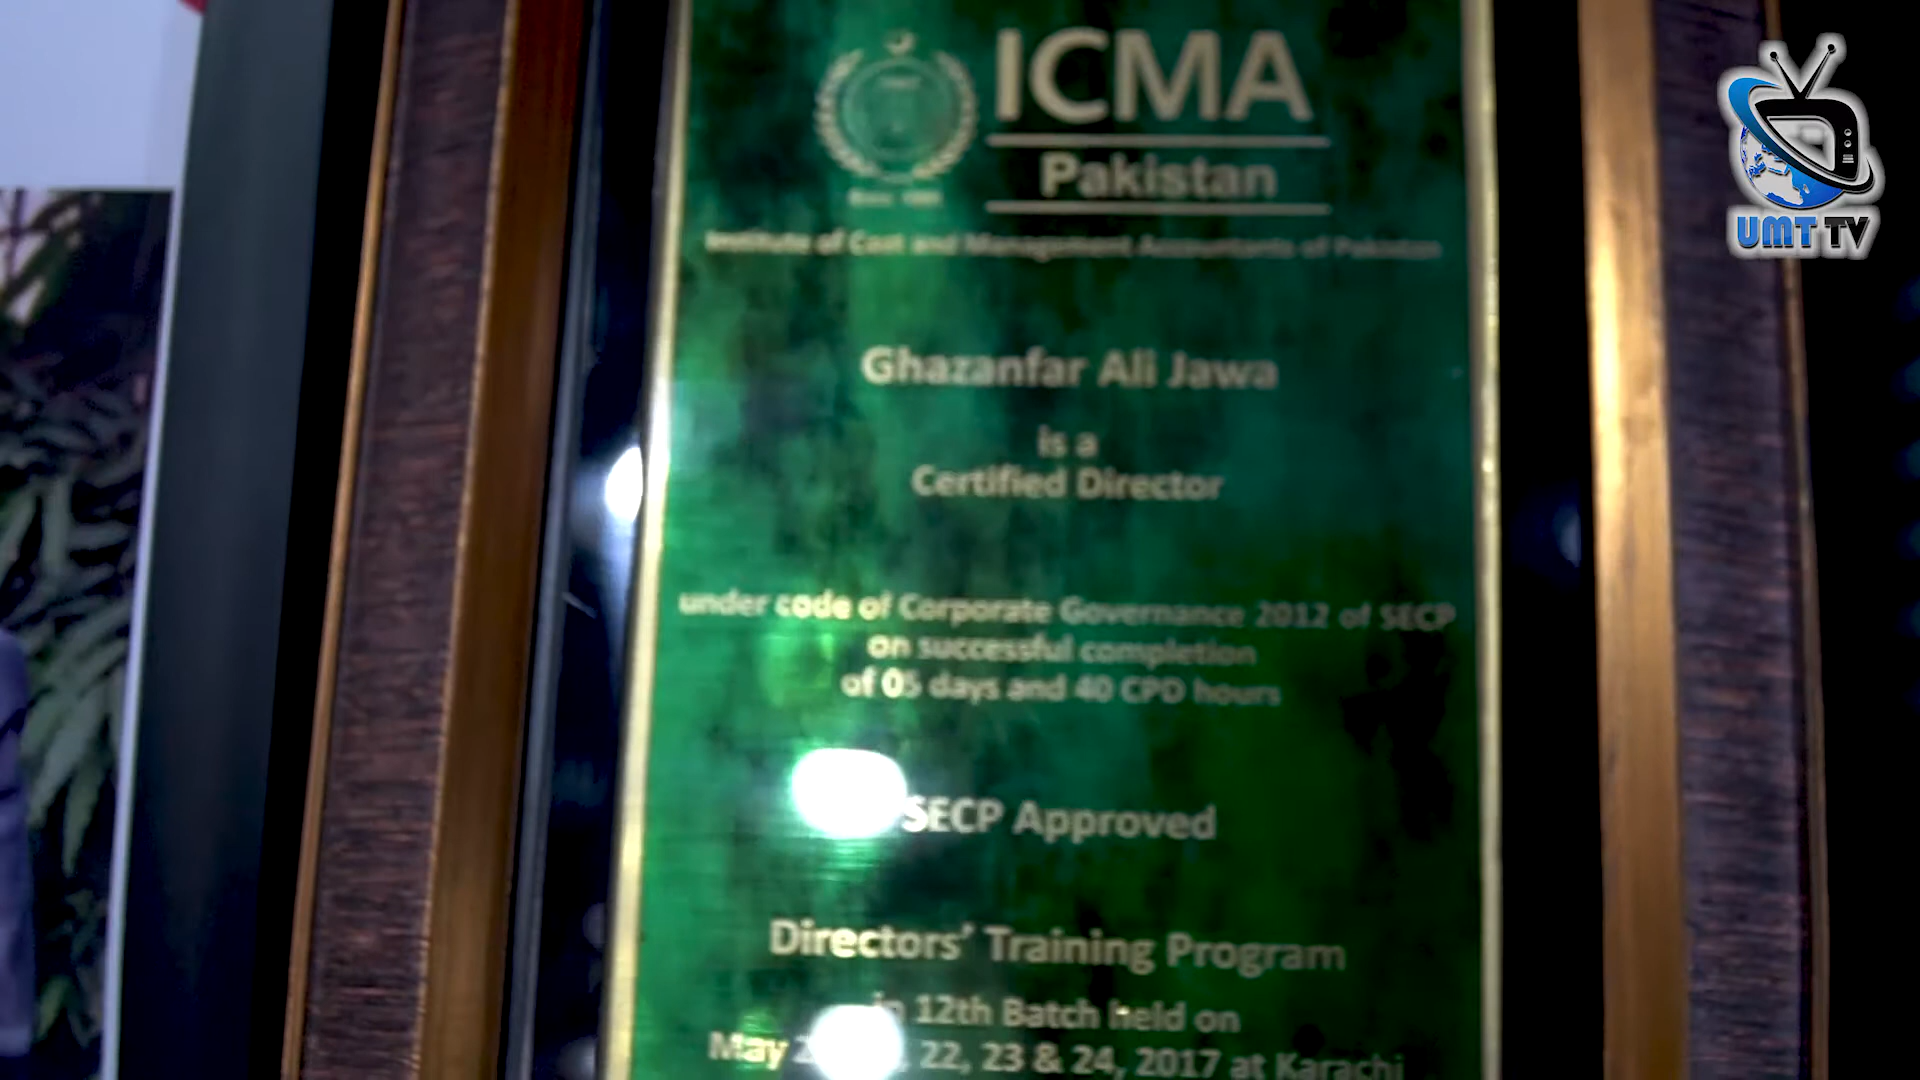 ICMA
Pakistan
Institute of Cost and Management Accountants of Pakistan
Ghazanfar Ali Jawa
is a
Certified Director
under code of Corporate Governance 2012 of SECP
on successful completion
of 05 days and 40 CPD hours
SECP Approved
Directors' Training Program
in 12th Batch held on
May 22, 23 & 24, 2017 at Karachi
UMT TV